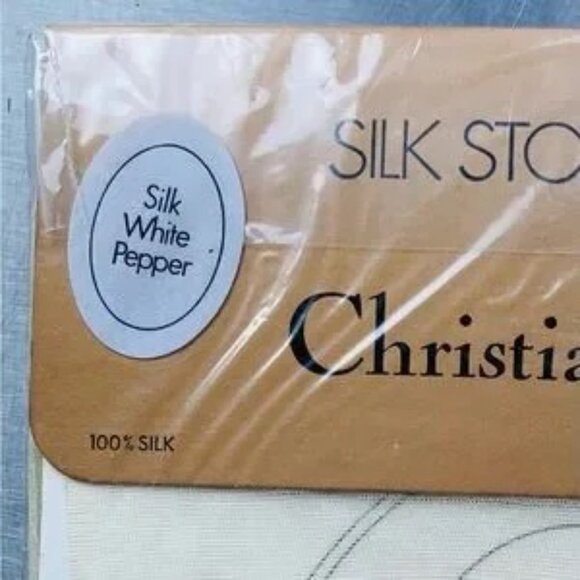 SILK STO
Silk
White
Pepper
Christia
100% SILK